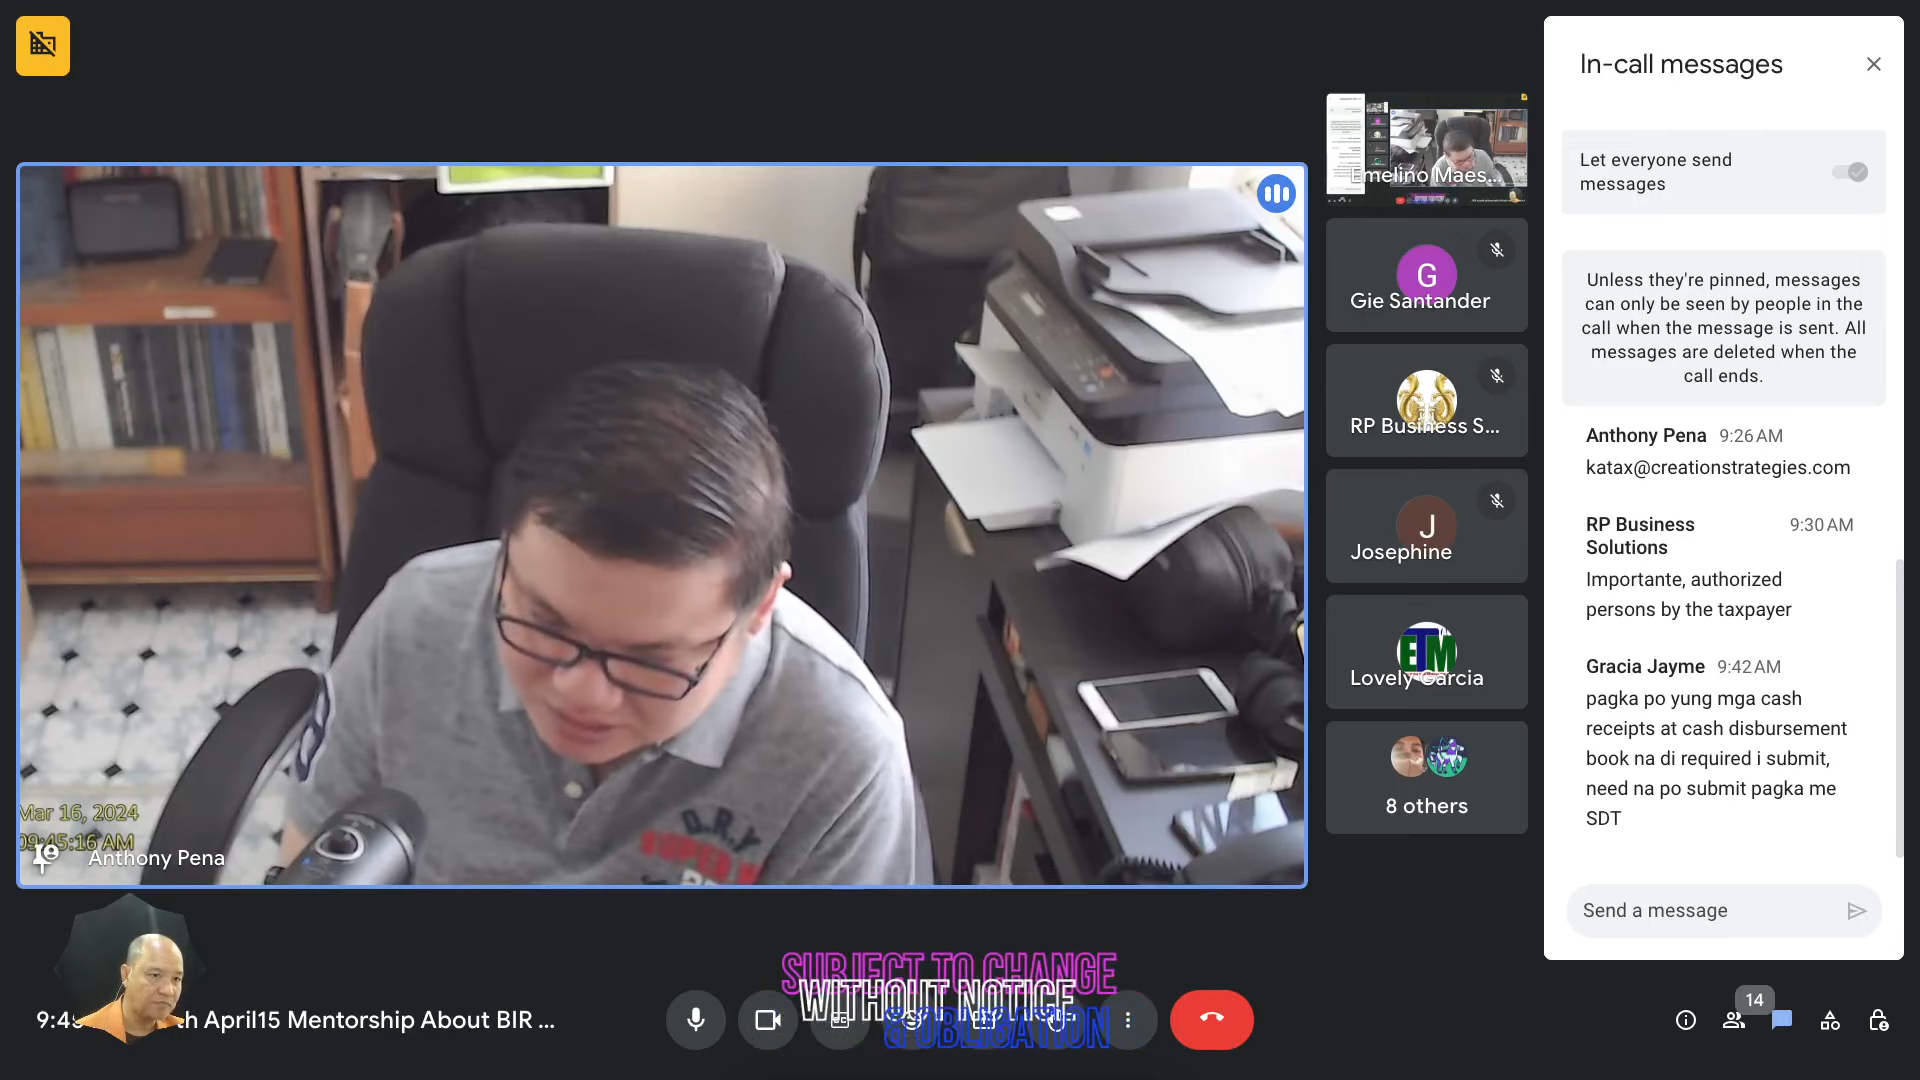 In-call messages
Let everyone send
messages
Unless they're pinned, messages
can only be seen by people in the
call when the message is sent. All
messages are deleted when the
call ends.
Anthony Pena 9:26 AM
katax@creationstrategies.com
RP Business
Solutions
9:30 AM
Importante, authorized
persons by the taxpayer
Gracia Jayme 9:42 AM
pagka po yung mga cash
receipts at cash disbursement
book na di required i submit,
need na po submit pagka me
SDT
Send a message
Emelino Maes...
G
Gie Santander
RP Business S...
J
Josephine
ETM
Lovely Garcia
8 others
D.R.Y
Mar 16, 2024
09:45:16 AM
Anthony Pena
April15 Mentorship About BIR ...
SUBJECT TO CHANGE
WITHOUT NOTICE
& OBLIGATION
14